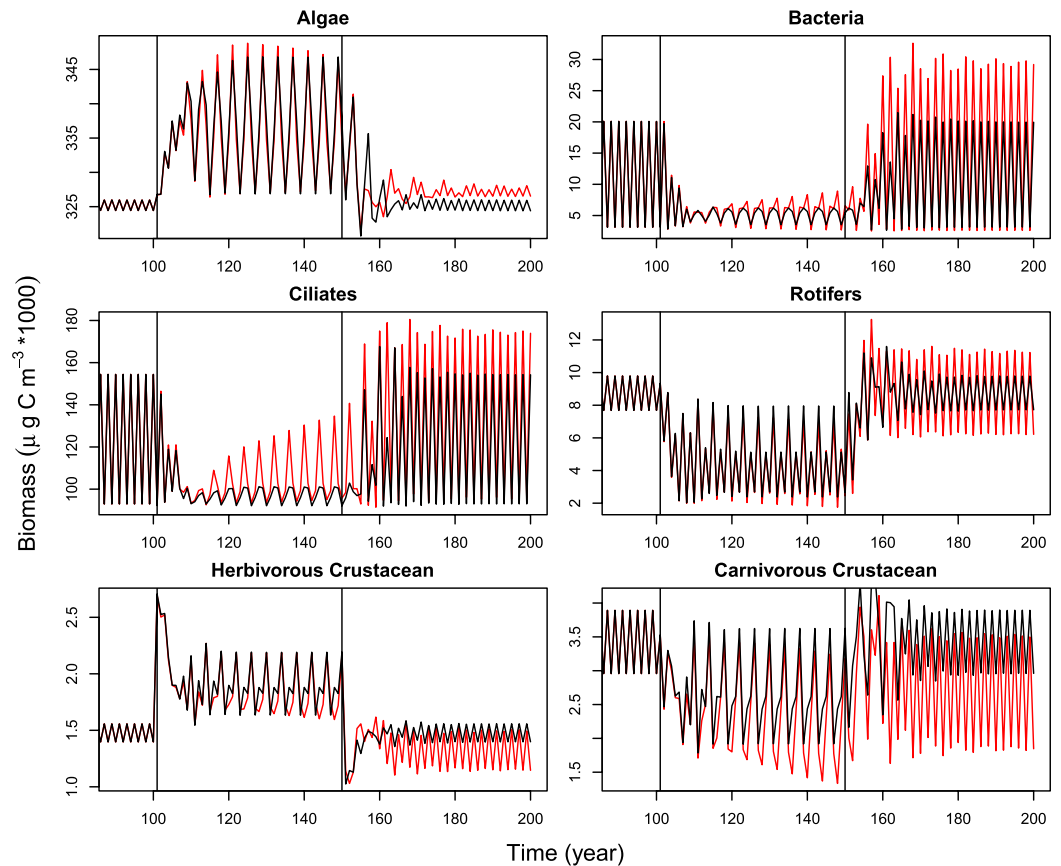 Algae
325
335
345
100 120 140 160 180 200
Bacteria
5
10
15
20
25
30
100 120 140 160 180 200
Ciliates
100
120
140
160
180
100 120 140 160 180 200
Rotifers
2
4
6
8
10
12
100 120 140 160 180 200
Herbivorous Crustacean
1.0
1.5
2.0
2.5
100 120 140 160 180 200
Carnivorous Crustacean
1.5
2.5
3.5
100 120 140 160 180 200
Biomass (μ g C m⁻³ *1000)
Time (year)